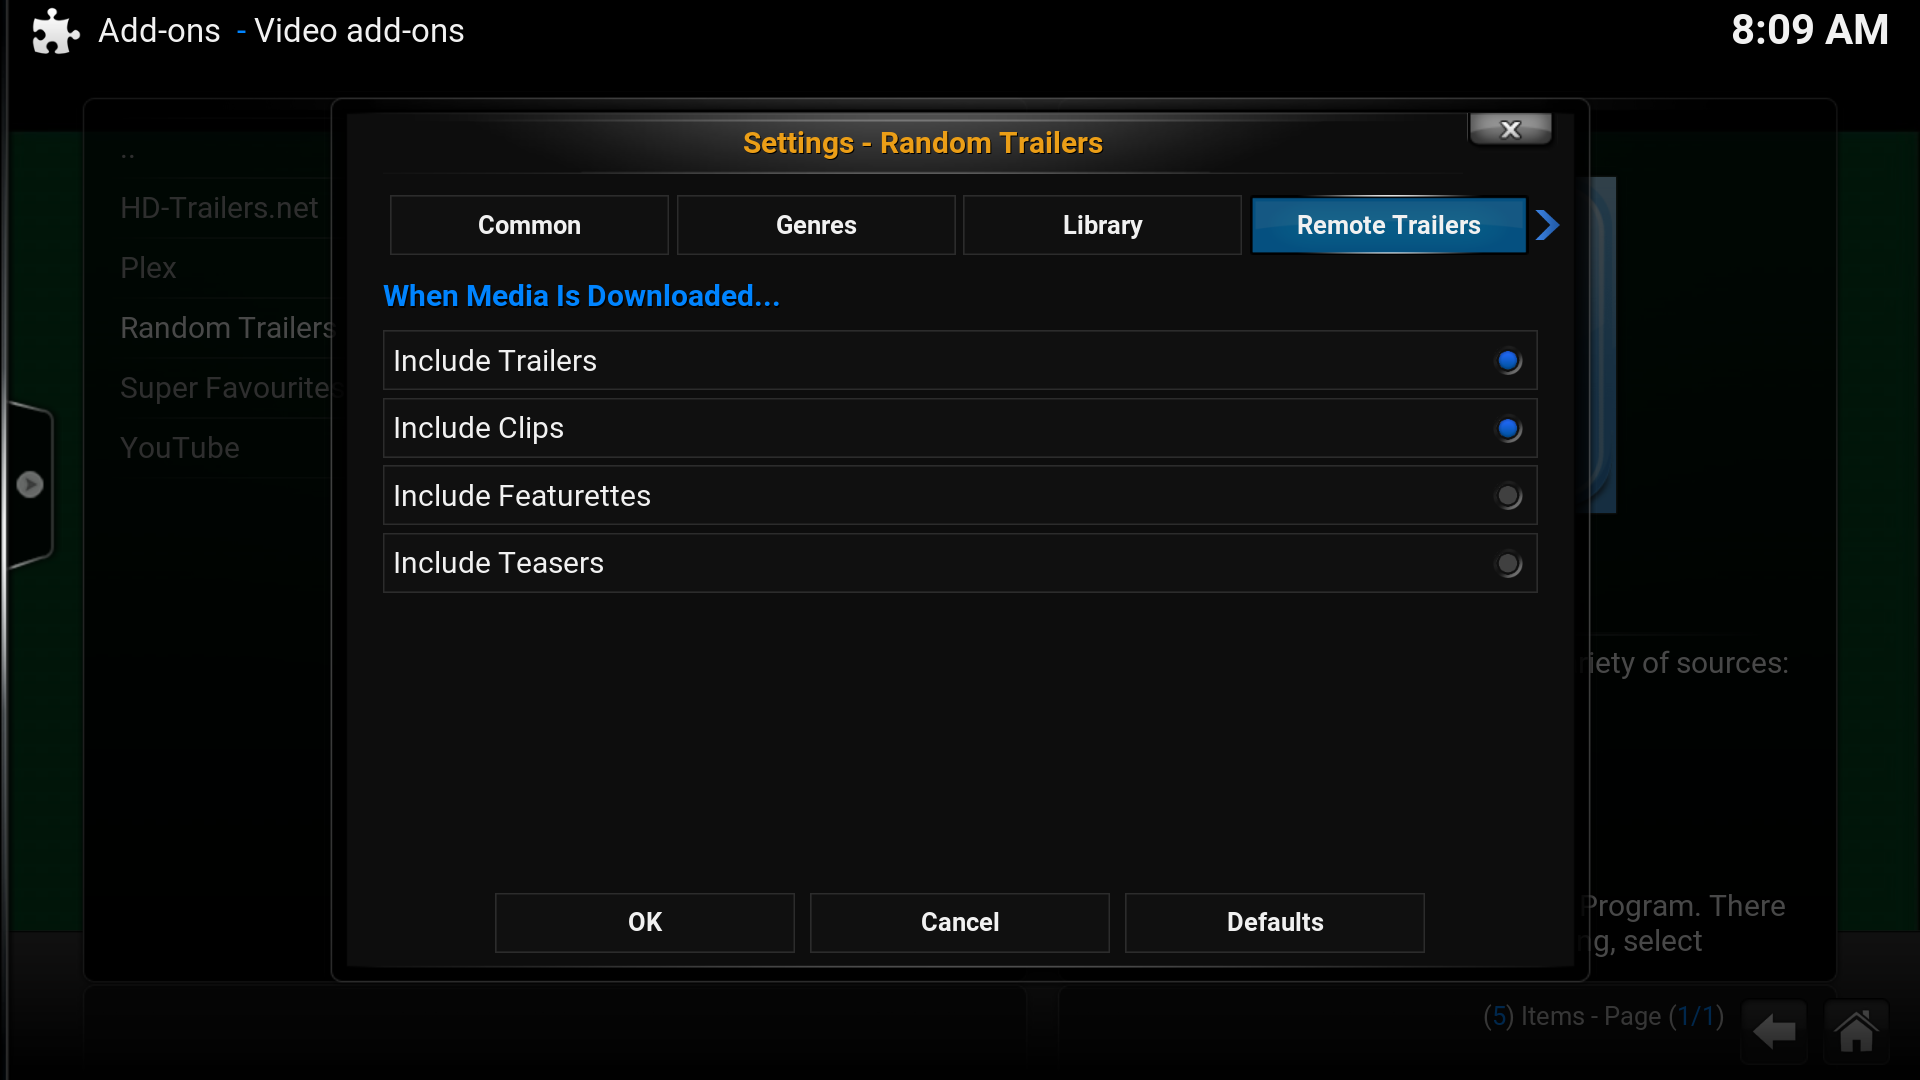 Add-ons - Video add-ons
8:09 AM
Settings - Random Trailers
X
Common
Genres
Library
Remote Trailers
When Media Is Downloaded...
Include Trailers
Include Clips
Include Featurettes
Include Teasers
OK
Cancel
Defaults
..
HD-Trailers.net
Plex
Random Trailers
Super Favourites
YouTube
of sources:
Program. There
select
(5) Items - Page (1/1)